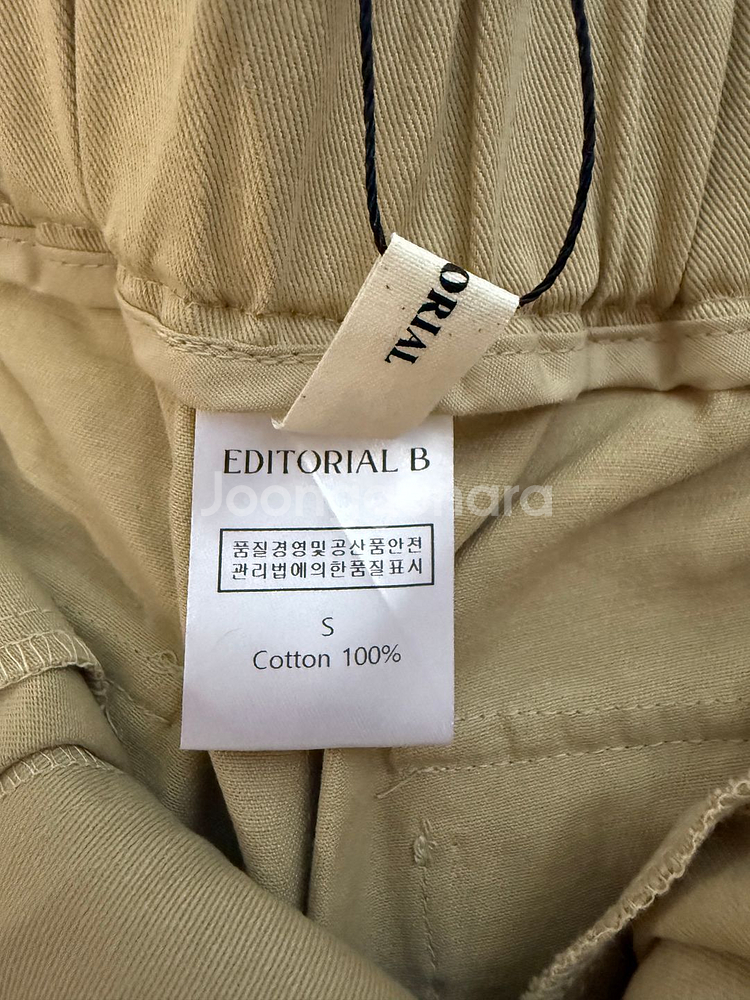 ORIAL
EDITORIAL B
Joongonara
품질경영및공산품안전
관리법에의한품질표시
S
Cotton 100%